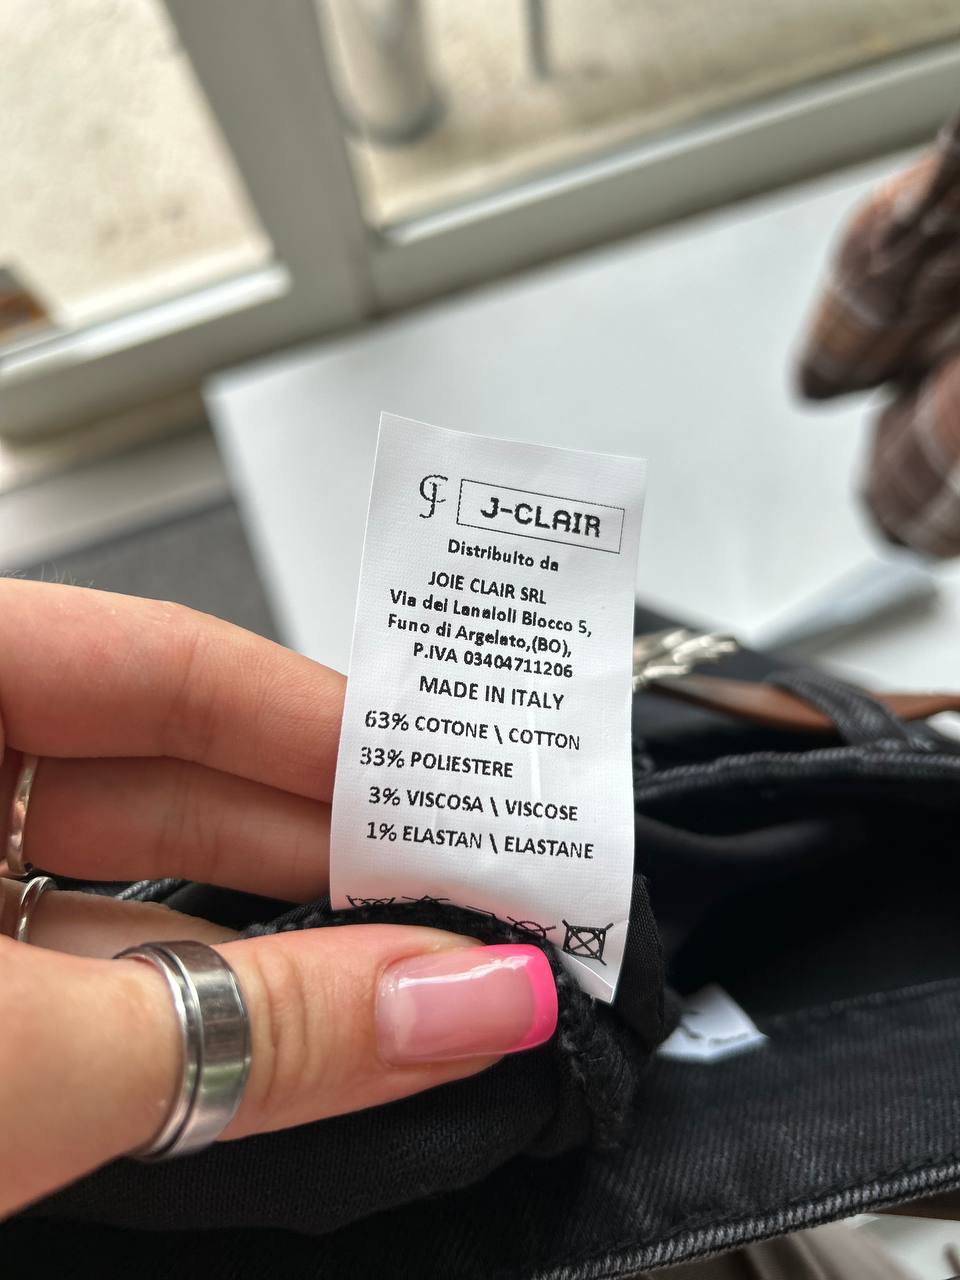 J-CLAIR
Distribuito da
JOIE CLAIR SRL
Via dei Lanaioli Blocco 5,
Funo di Argelato,(BO),
P.IVA 03404711206
MADE IN ITALY
63% COTONE \ COTTON
33% POLIESTERE
3% VISCOSA \ VISCOSE
1% ELASTAN \ ELASTANE